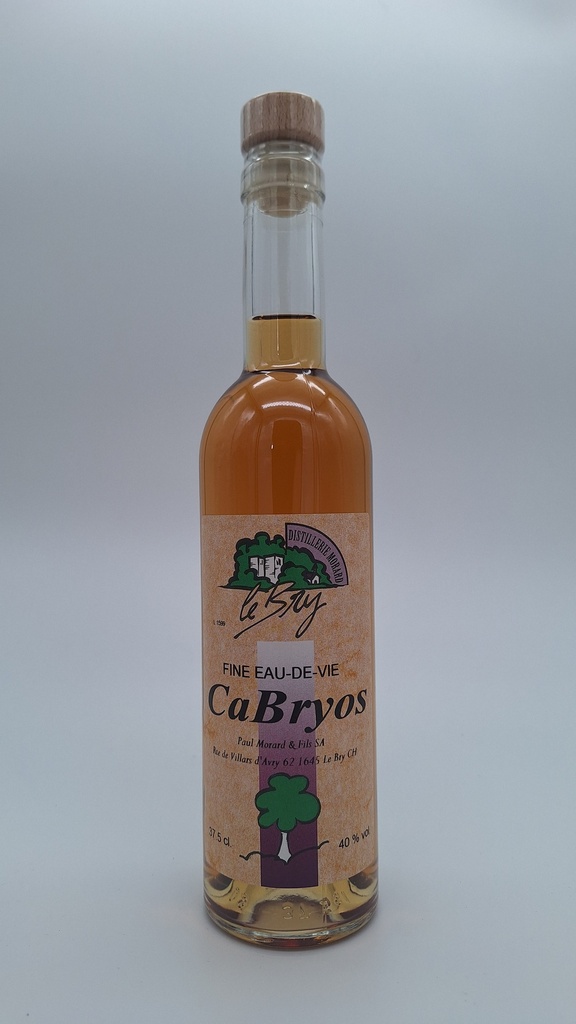 DISTILLERIE MORARD
le Bry
FINE EAU-DE-VIE
CaBryos
Paul Morard & Fils SA
Rte de Villars d'Avry 62 1645 Le Bry CH
37.5 cl.
40 % vol